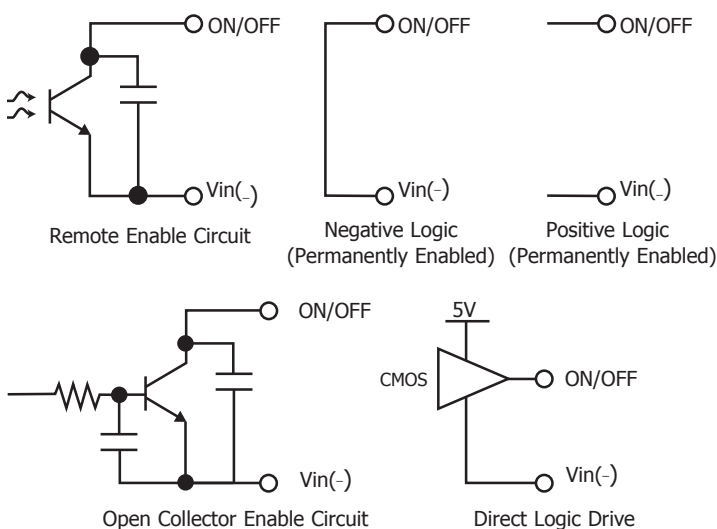 ON/OFF
Vin(-)
Remote Enable Circuit
ON/OFF
Vin(-)
Negative Logic
(Permanently Enabled)
ON/OFF
Vin(-)
Positive Logic
(Permanently Enabled)
ON/OFF
Vin(-)
Open Collector Enable Circuit
5V
CMOS
ON/OFF
Vin(-)
Direct Logic Drive